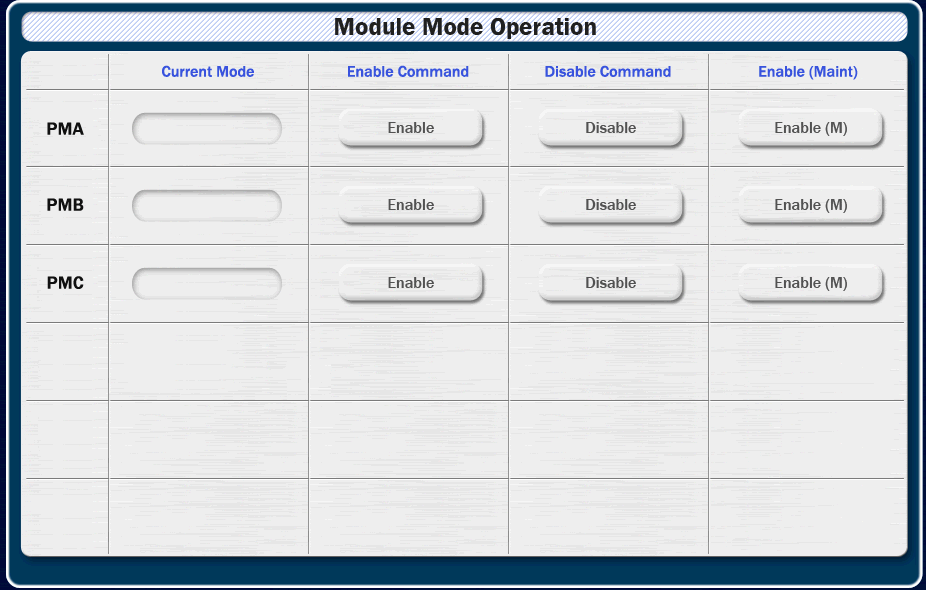 Module Mode Operation
Current Mode Enable Command Disable Command Enable (Maint)
PMA Enable Disable Enable (M)
PMB Enable Disable Enable (M)
PMC Enable Disable Enable (M)